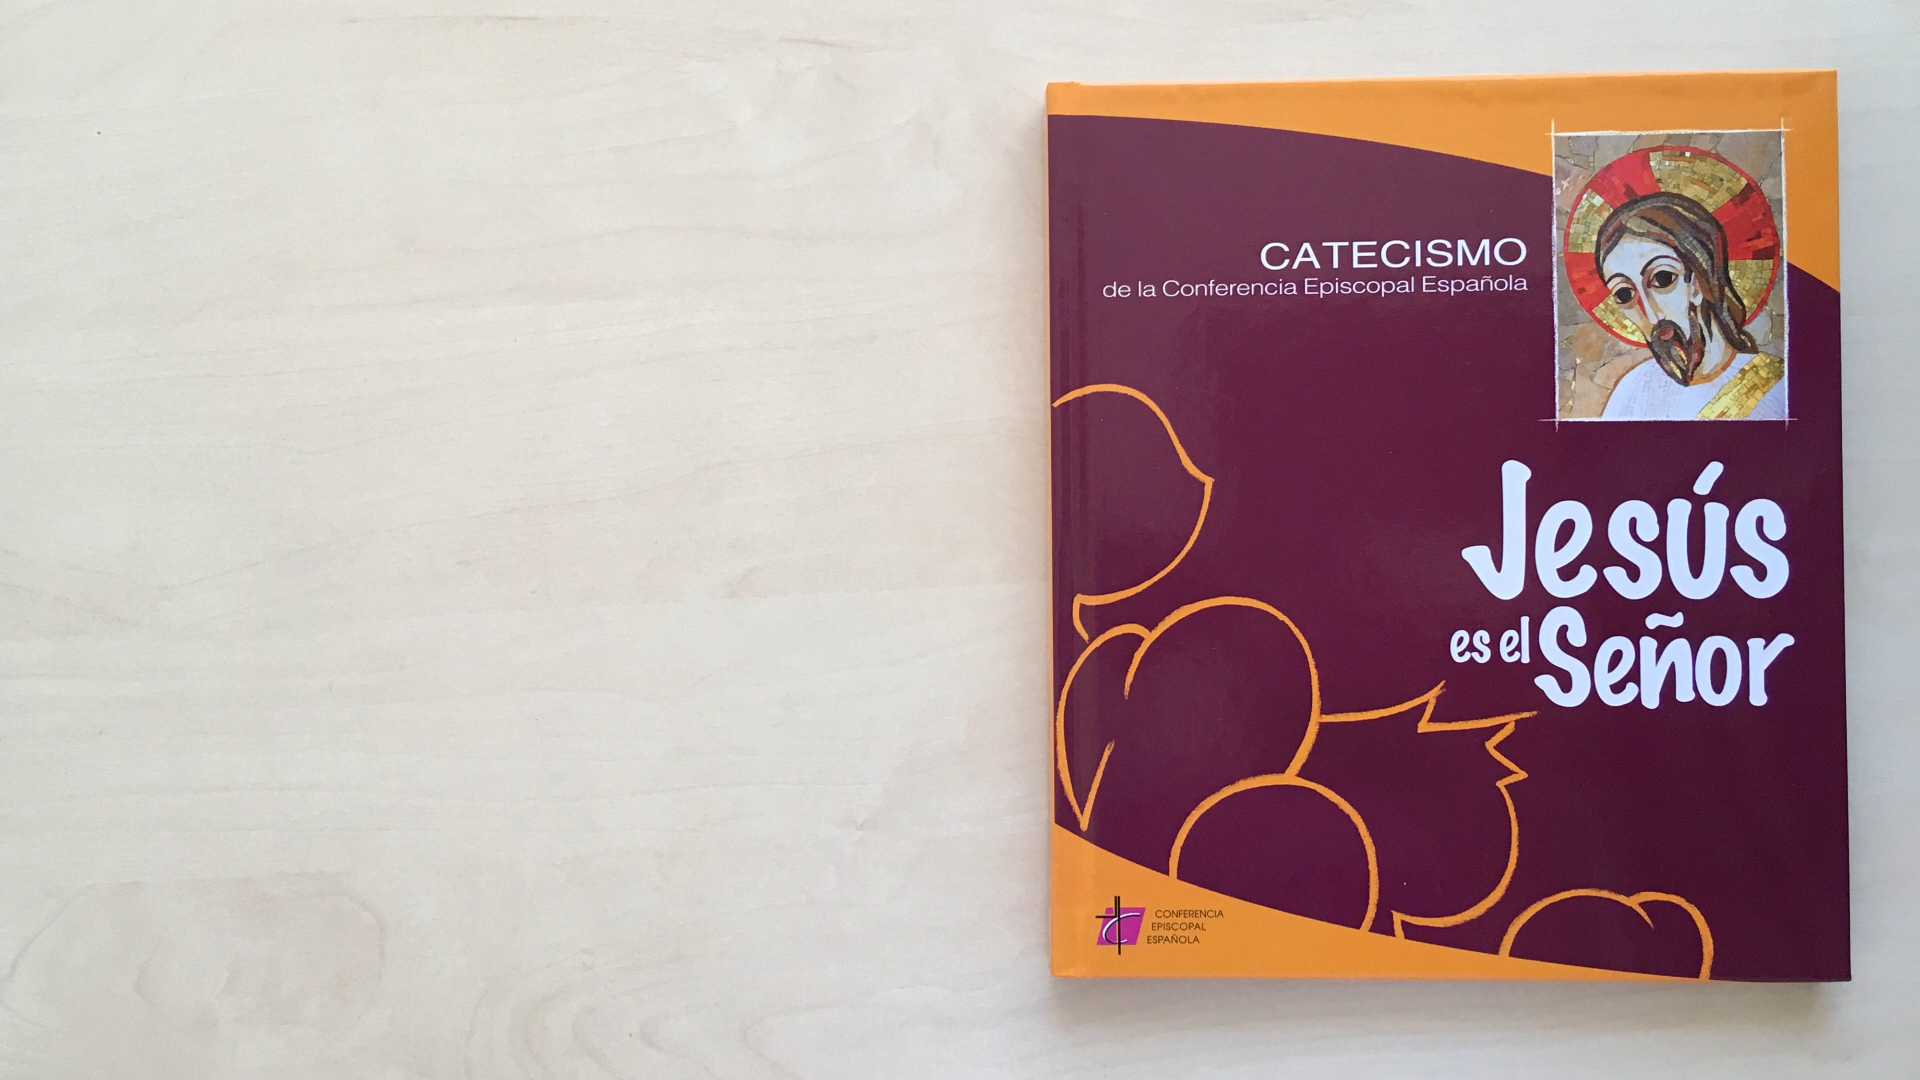 CATECISMO
de la Conferencia Episcopal Española
Jesús
es el Señor
CONFERENCIA
EPISCOPAL
ESPAÑOLA